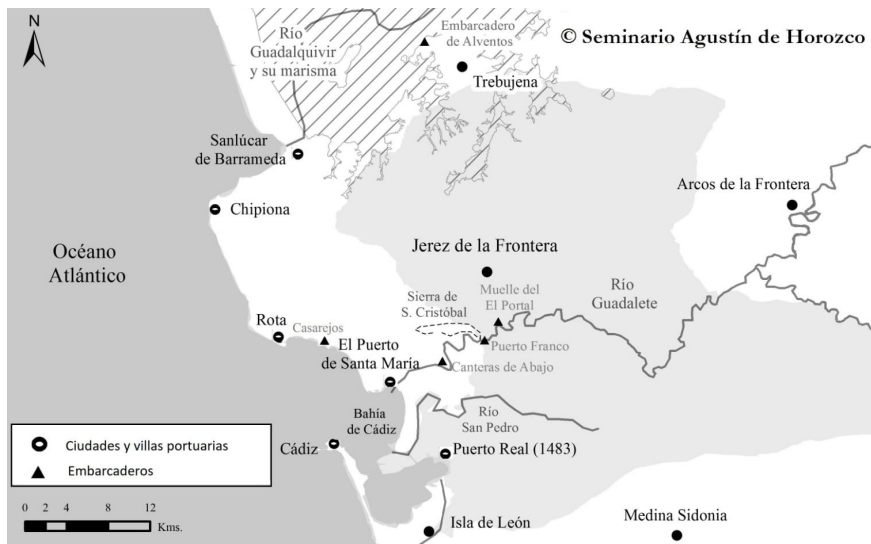 N
Río
Guadalquivir
y su marisma
Embarcadero
de Alventos
© Seminario Agustín de Horozco
Trebujena
Sanlúcar
de Barrameda
Arcos de la Frontera
Chipiona
Océano
Atlántico
Jerez de la Frontera
Muelle del
El Portal
Sierra de
S. Cristóbal
Río
Guadalete
Rota
Casarejos
El Puerto
de Santa María
Puerto Franco
Canteras de Abajo
Bahía
de Cádiz
Río
San Pedro
Cádiz
Puerto Real (1483)
Ciudades y villas portuarias
Embarcaderos
0 2 4 8 12
Kms.
Isla de León
Medina Sidonia